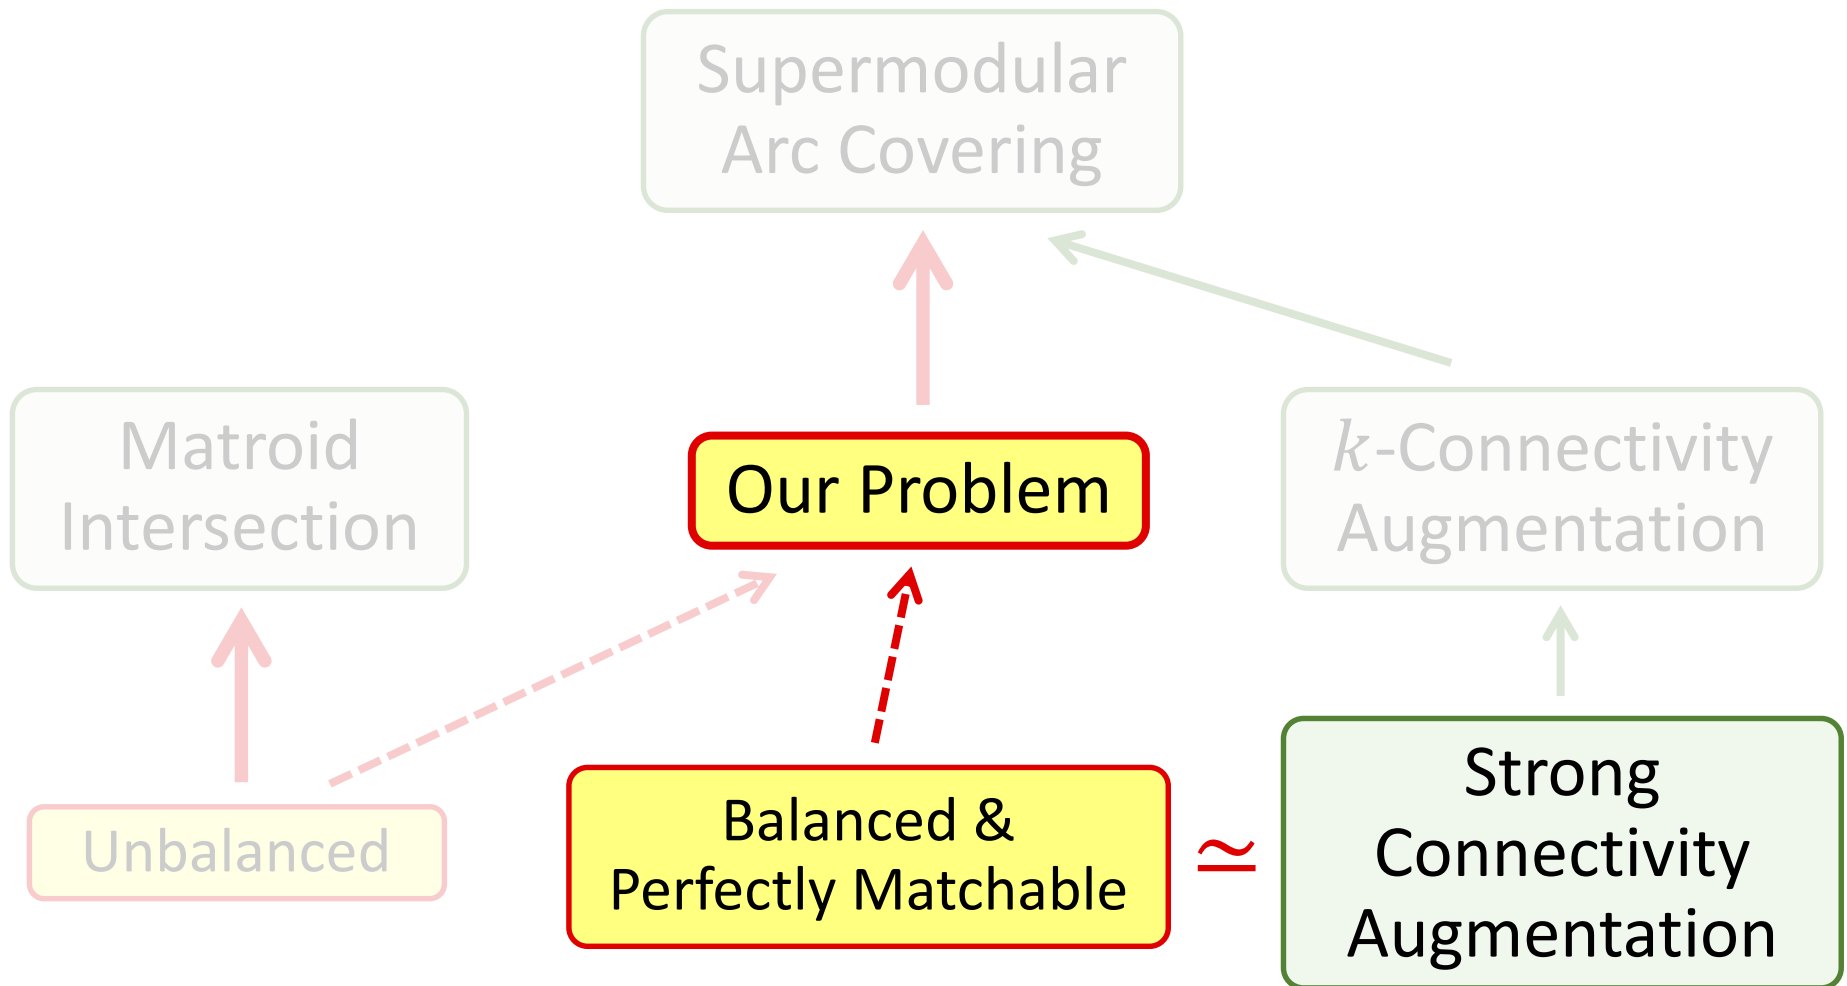 Supermodular
Arc Covering
Matroid
Intersection
Our Problem
k-Connectivity
Augmentation
Unbalanced
Balanced &
Perfectly Matchable
≃
Strong
Connectivity
Augmentation